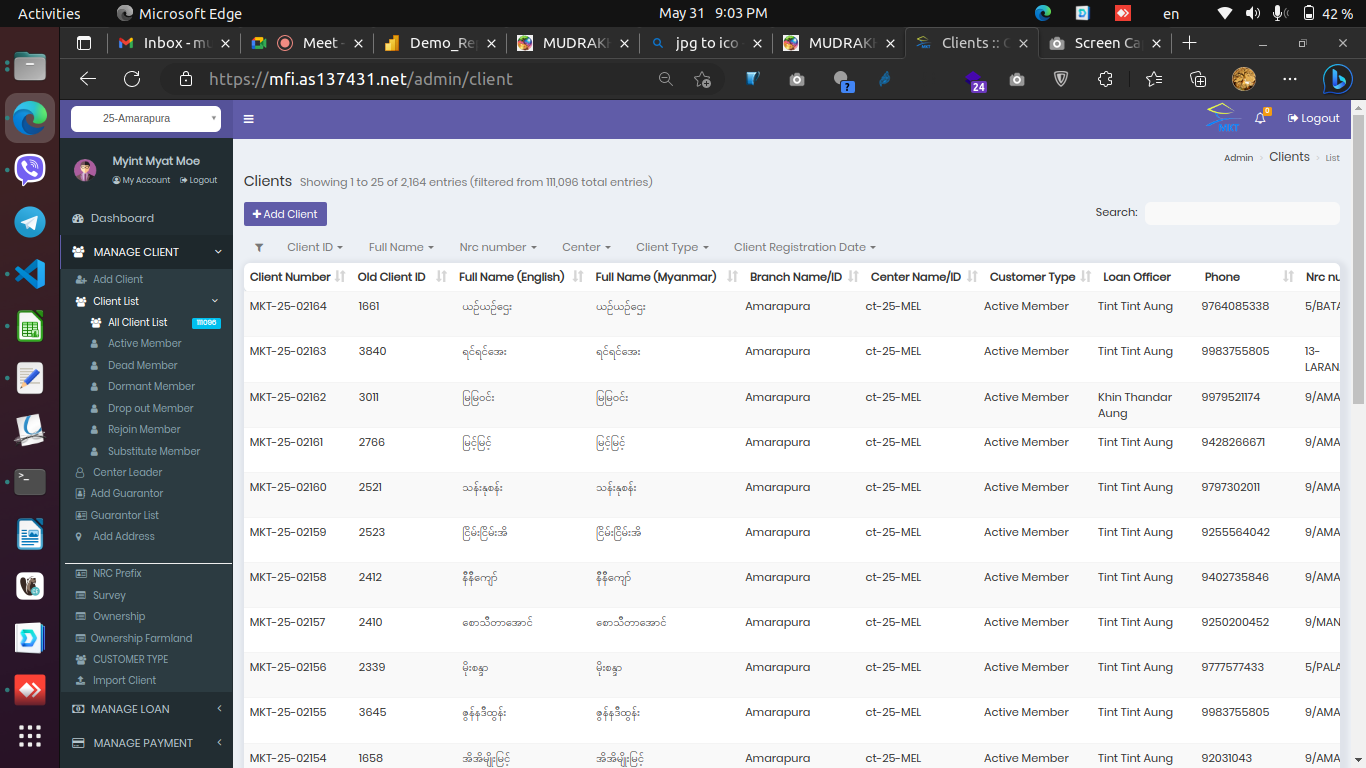 Activities Microsoft Edge May 31 9:03 PM en 42 %
Inbox - mu Meet - Demo_Rep MUDRAKH jpg to ico MUDRAKH Clients :: C Screen Ca
https://mfi.as137431.net/admin/client 24
25-Amarapura MKT 0 Logout
Myint Myat Moe
My Account Logout
Admin Clients List
Clients Showing 1 to 25 of 2,164 entries (filtered from 111,096 total entries)
Add Client Search:
Client ID Full Name Nrc number Center Client Type Client Registration Date
Dashboard
MANAGE CLIENT
Add Client
Client List
All Client List 111096
Active Member
Dead Member
Dormant Member
Drop out Member
Rejoin Member
Substitute Member
Center Leader
Add Guarantor
Guarantor List
Add Address
NRC Prefix
Survey
Ownership
Ownership Farmland
CUSTOMER TYPE
Import Client
MANAGE LOAN
MANAGE PAYMENT
Client Number Old Client ID Full Name (English) Full Name (Myanmar) Branch Name/ID Center Name/ID Customer Type Loan Officer Phone Nrc nu
MKT-25-02164 1661 ယဉ်ယဉ်ဌေး ယဉ်ယဉ်ဌေး Amarapura ct-25-MEL Active Member Tint Tint Aung 9764085338 5/BATA
MKT-25-02163 3840 ရင်ရင်အေး ရင်ရင်အေး Amarapura ct-25-MEL Active Member Tint Tint Aung 9983755805 13-
LARAN
MKT-25-02162 3011 မြမြဝင်း မြမြဝင်း Amarapura ct-25-MEL Active Member Khin Thandar 9979521174 9/AMA
Aung
MKT-25-02161 2766 မြင့်မြင့် မြင့်မြင့် Amarapura ct-25-MEL Active Member Tint Tint Aung 9428266671 9/AMA
MKT-25-02160 2521 သန်းနုစန်း သန်းနုစန်း Amarapura ct-25-MEL Active Member Tint Tint Aung 9797302011 9/AMA
MKT-25-02159 2523 ငြိမ်းငြိမ်းအိ ငြိမ်းငြိမ်းအိ Amarapura ct-25-MEL Active Member Tint Tint Aung 9255564042 9/AMA
MKT-25-02158 2412 နီနီကျော် နီနီကျော် Amarapura ct-25-MEL Active Member Tint Tint Aung 9402735846 9/AMA
MKT-25-02157 2410 စောသီတာအောင် စောသီတာအောင် Amarapura ct-25-MEL Active Member Tint Tint Aung 9250200452 9/MAN
MKT-25-02156 2339 မိုးစန္ဒာ မိုးစန္ဒာ Amarapura ct-25-MEL Active Member Tint Tint Aung 9777577433 5/PALA
MKT-25-02155 3645 ဇွန်နဒီထွန်း ဇွန်နဒီထွန်း Amarapura ct-25-MEL Active Member Tint Tint Aung 9983755805 9/AMA
MKT-25-02154 1658 အိအိမျိုးမြင့် အိအိမျိုးမြင့် Amarapura ct-25-MEL Active Member Tint Tint Aung 92031043 9/AMA